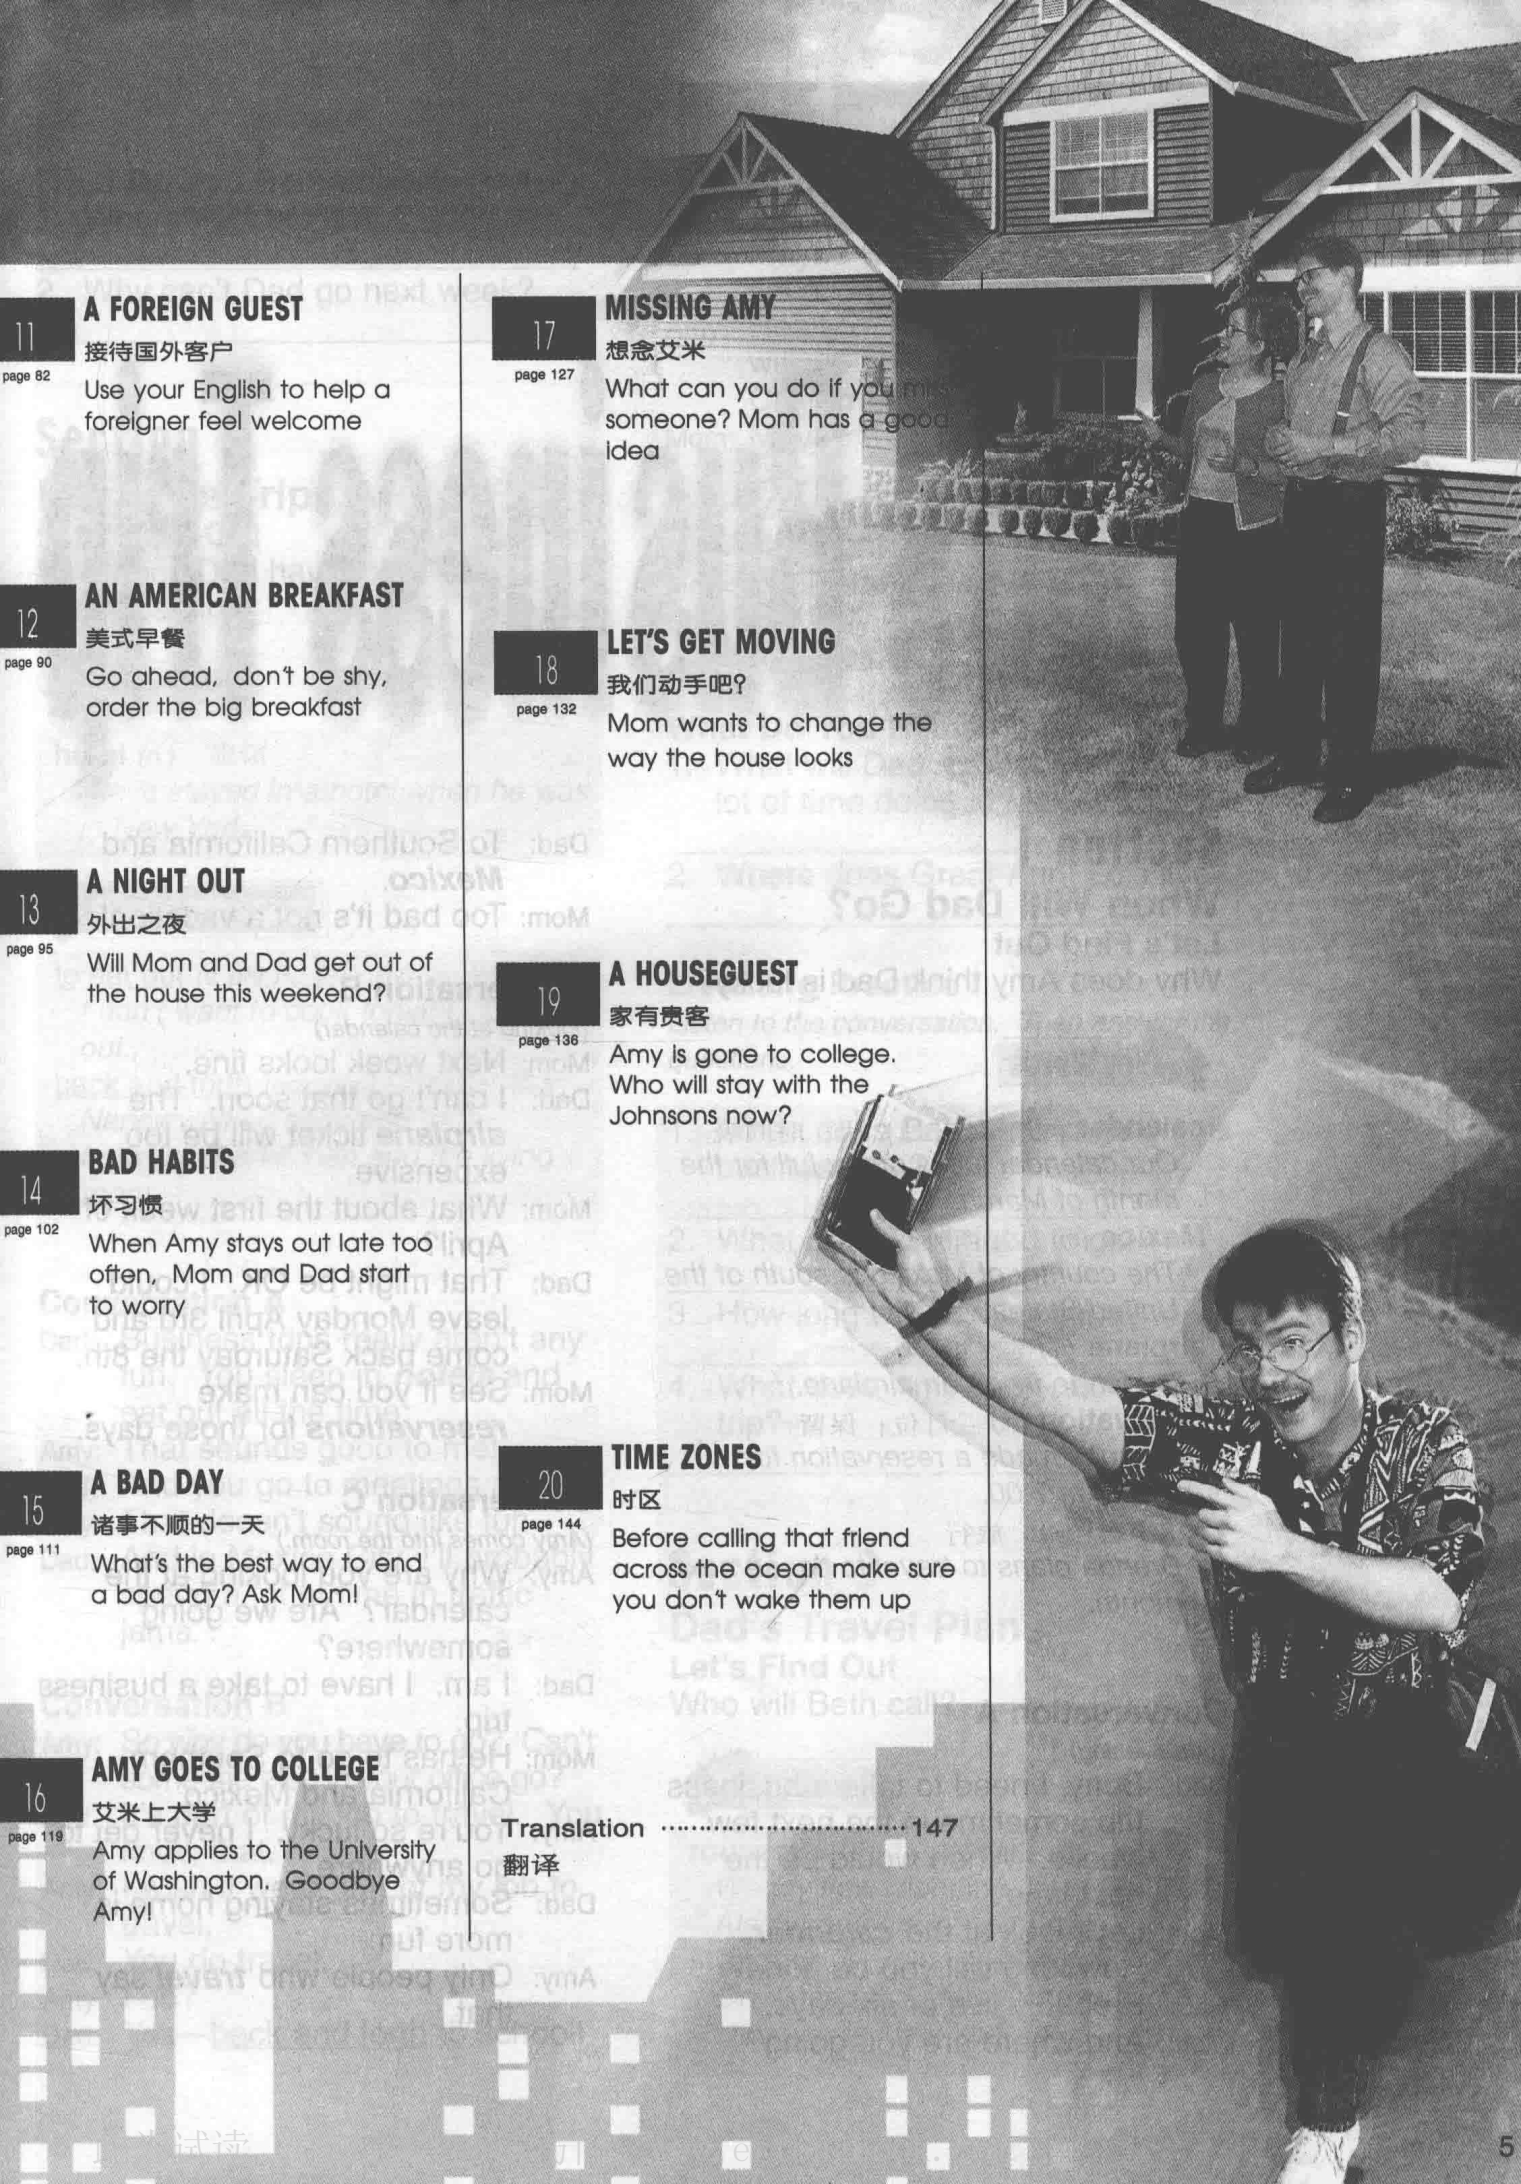 11
page 82
A FOREIGN GUEST
接待国外客户
Use your English to help a
foreigner feel welcome
12
page 90
AN AMERICAN BREAKFAST
美式早餐
Go ahead, don't be shy,
order the big breakfast
13
page 95
A NIGHT OUT
外出之夜
Will Mom and Dad get out of
the house this weekend?
14
page 102
BAD HABITS
坏习惯
When Amy stays out late too
often, Mom and Dad start
to worry
15
page 111
A BAD DAY
诸事不顺的一天
What's the best way to end
a bad day? Ask Mom!
16
page 119
AMY GOES TO COLLEGE
艾米上大学
Amy applies to the University
of Washington. Goodbye
Amy!
17
page 127
MISSING AMY
想念艾米
What can you do if you miss
someone? Mom has a good
idea
18
page 132
LET'S GET MOVING
我们动手吧?
Mom wants to change the
way the house looks
19
page 136
A HOUSEGUEST
家有贵客
Amy is gone to college.
Who will stay with the
Johnsons now?
20
page 144
TIME ZONES
时区
Before calling that friend
across the ocean make sure
you don't wake them up
Translation ································147
翻译
5